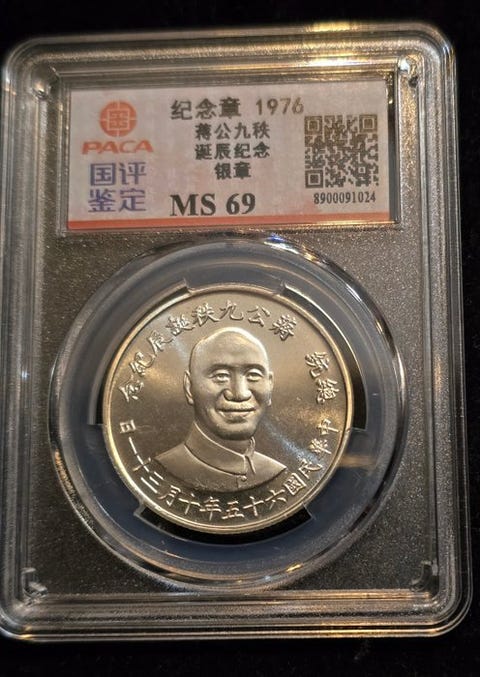 PACA
国评
鉴定
纪念章 1976
蒋公九秩
诞辰纪念
银章
MS 69
8900091024
總統 蔣公九秩誕辰紀念
中華民國六十五年十月三十一日